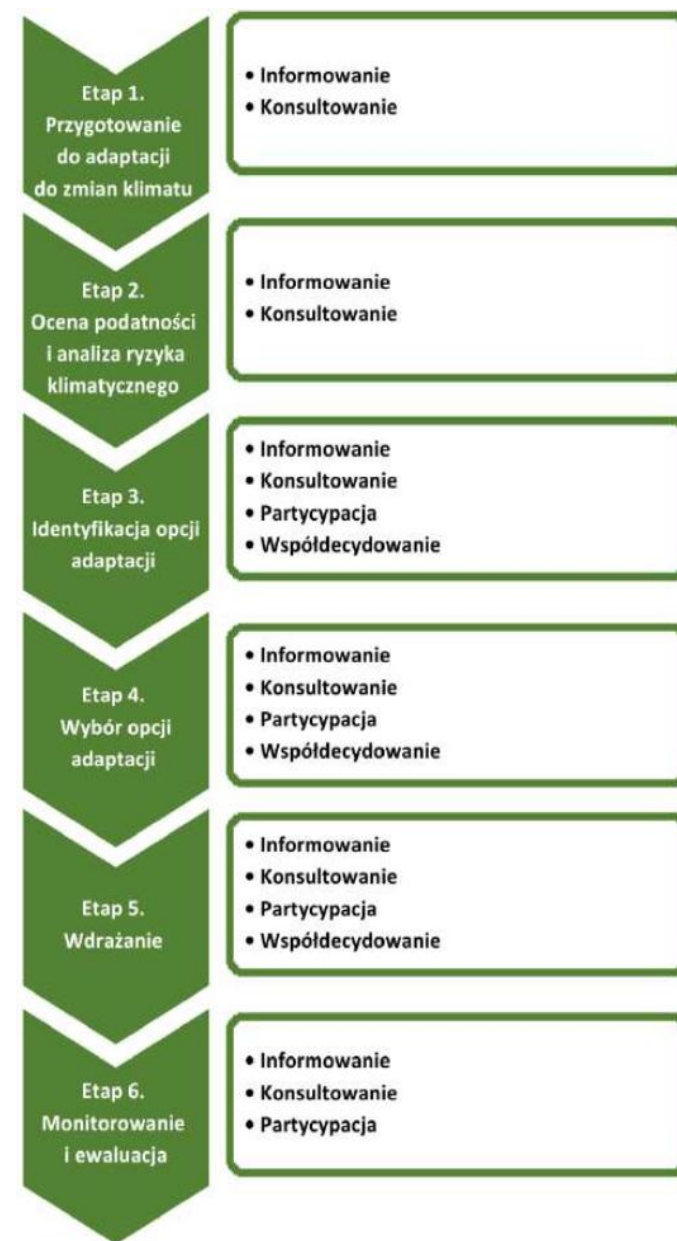 Etap 1.
Przygotowanie
do adaptacji
do zmian klimatu
• Informowanie
• Konsultowanie
Etap 2.
Ocena podatności
i analiza ryzyka
klimatycznego
• Informowanie
• Konsultowanie
Etap 3.
Identyfikacja opcji
adaptacji
• Informowanie
• Konsultowanie
• Partycypacja
• Współdecydowanie
Etap 4.
Wybór opcji
adaptacji
• Informowanie
• Konsultowanie
• Partycypacja
• Współdecydowanie
Etap 5.
Wdrażanie
• Informowanie
• Konsultowanie
• Partycypacja
• Współdecydowanie
Etap 6.
Monitorowanie
i ewaluacja
• Informowanie
• Konsultowanie
• Partycypacja